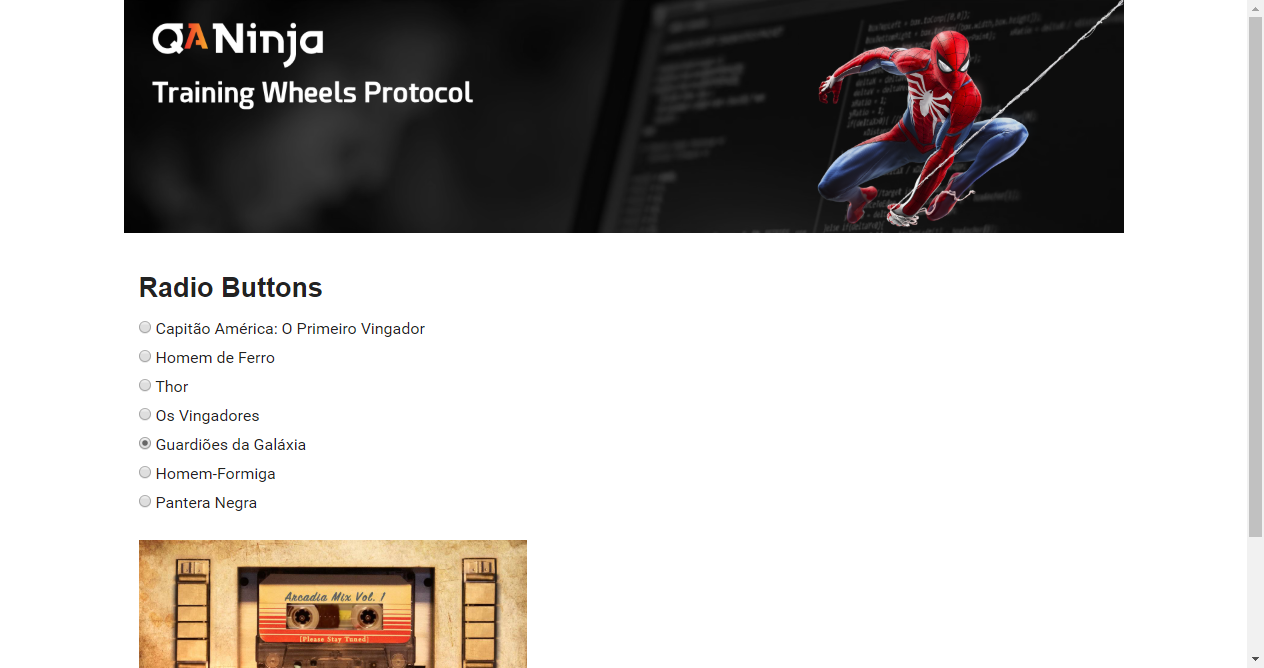 QANinja
Training Wheels Protocol
Radio Buttons
Capitão América: O Primeiro Vingador
Homem de Ferro
Thor
Os Vingadores
Guardiões da Galáxia
Homem-Formiga
Pantera Negra
Arcadia Mix Vol. 1
[Please Stay Tuned]